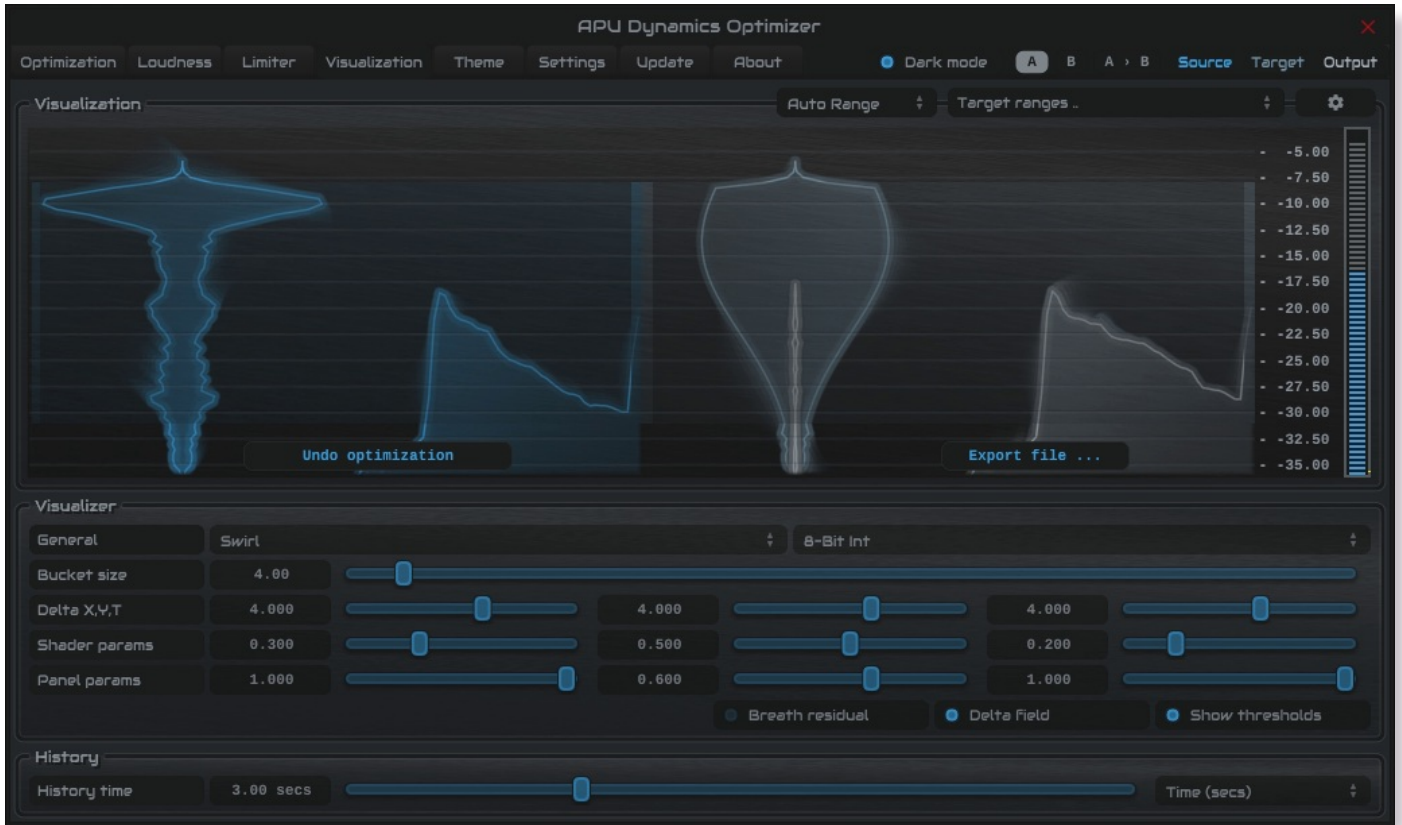 APU Dynamics Optimizer
Optimization Loudness Limiter Visualization Theme Settings Update About Dark mode A B A › B Source Target Output
Visualization Auto Range Target ranges ..
- -5.00
- -7.50
- -10.00
- -12.50
- -15.00
- -17.50
- -20.00
- -22.50
- -25.00
- -27.50
- -30.00
- -32.50
- -35.00
Undo optimization Export file ...
Visualizer
General Swirl 8-Bit Int
Bucket size 4.00
Delta X,Y,T 4.000 4.000 4.000
Shader params 0.300 0.500 0.200
Panel params 1.000 0.600 1.000
Breath residual Delta field Show thresholds
History
History time 3.00 secs Time (secs)